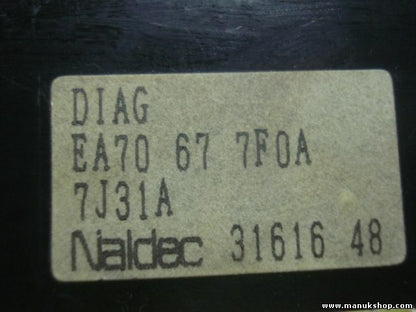 DIAG
EA70 67 7F0A
7J31A
Naldec 31616 48
www.manukshop.com